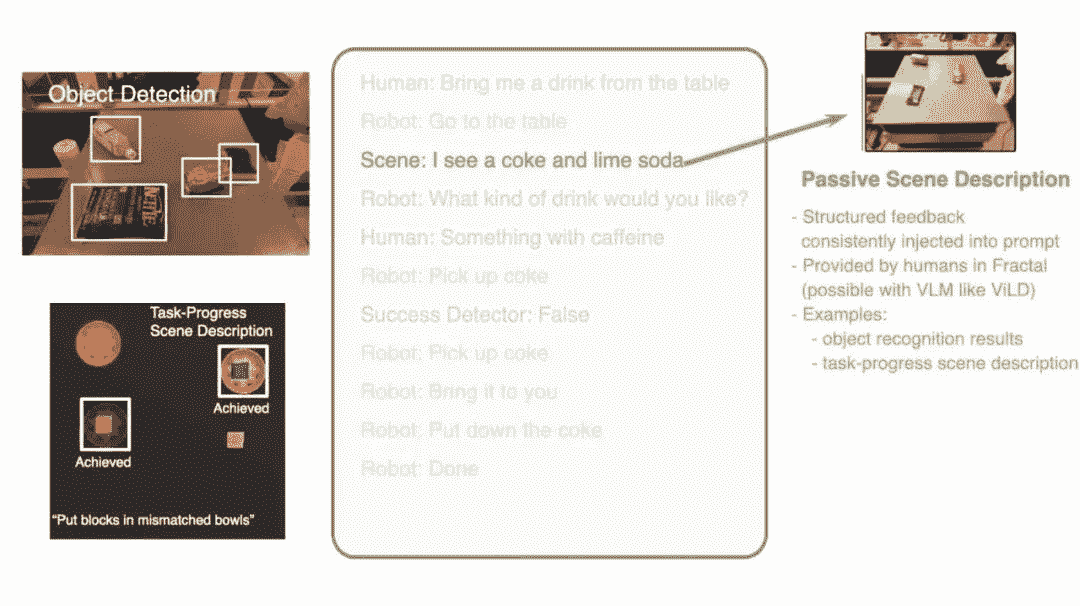 Object Detection
Task-Progress
Scene Description
Achieved
Achieved
"Put blocks in mismatched bowls"
Human: Bring me a drink from the table
Robot: Go to the table
Scene: I see a coke and lime soda
Robot: What kind of drink would you like?
Human: Something with caffeine
Robot: Pick up coke
Success Detector: False
Robot: Pick up coke
Robot: Bring it to you
Robot: Put down the coke
Robot: Done
Passive Scene Description
- Structured feedback
consistently injected into prompt
- Provided by humans in Fractal
(possible with VLM like ViLD)
- Examples:
- object recognition results
- task-progress scene description